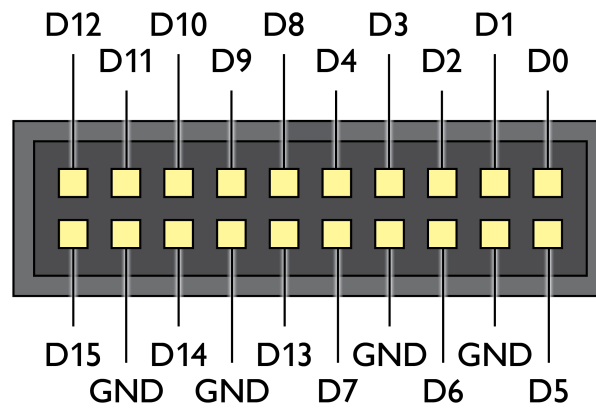 D12 D10 D8 D3 D1
D11 D9 D4 D2 D0
D15 D14 D13 GND GND
GND GND D7 D6 D5